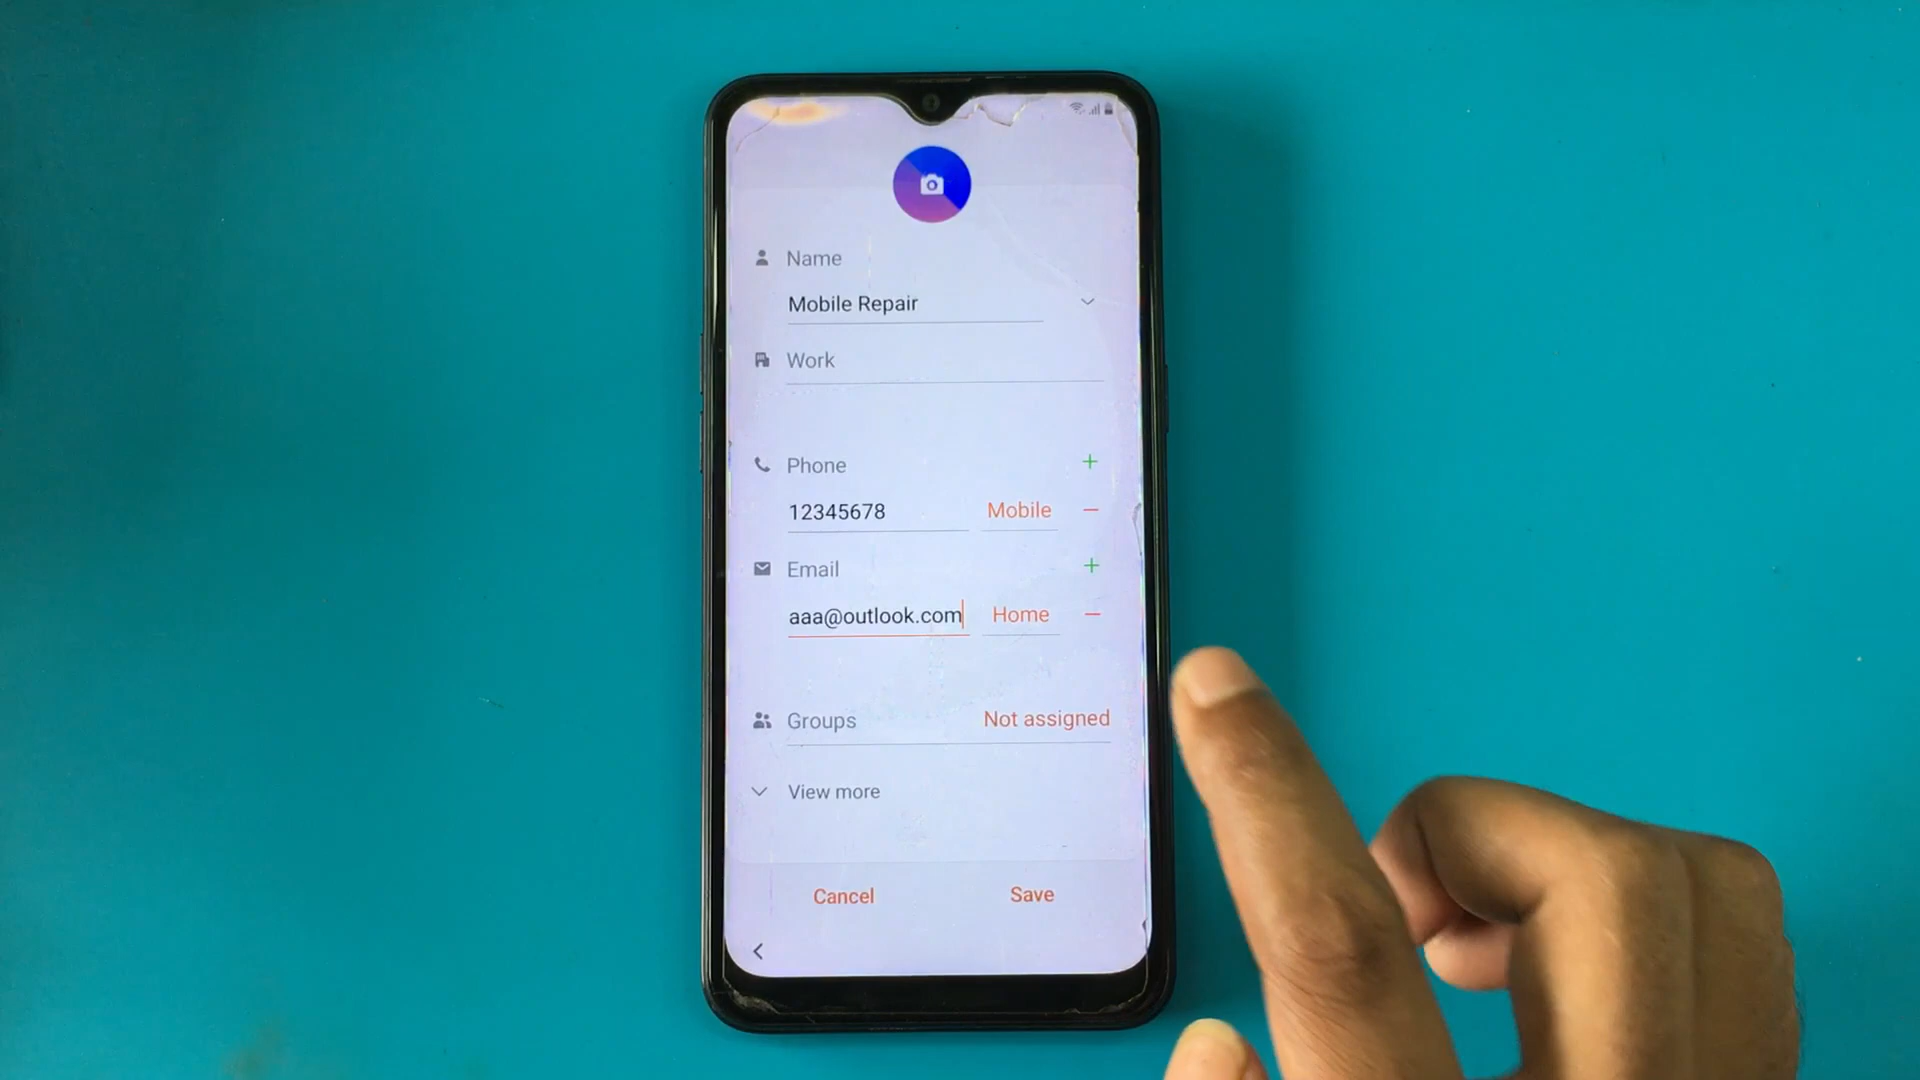 Name
Mobile Repair
Work
Phone
12345678 Mobile
Email
aaa@outlook.com Home
Groups Not assigned
View more
Cancel Save